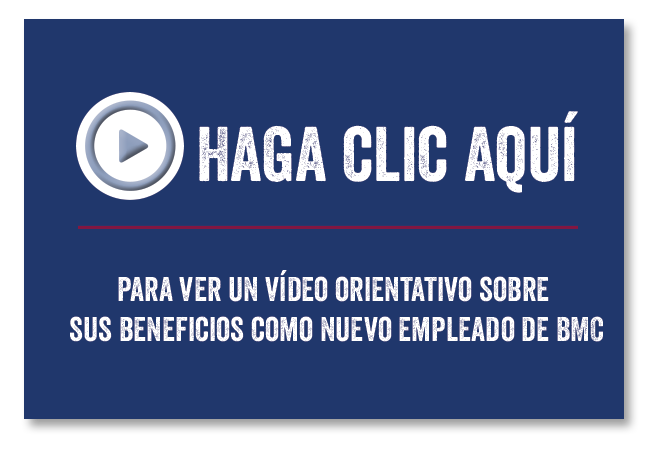 HAGA CLIC AQUÍ
PARA VER UN VÍDEO ORIENTATIVO SOBRE
SUS BENEFICIOS COMO NUEVO EMPLEADO DE BMC